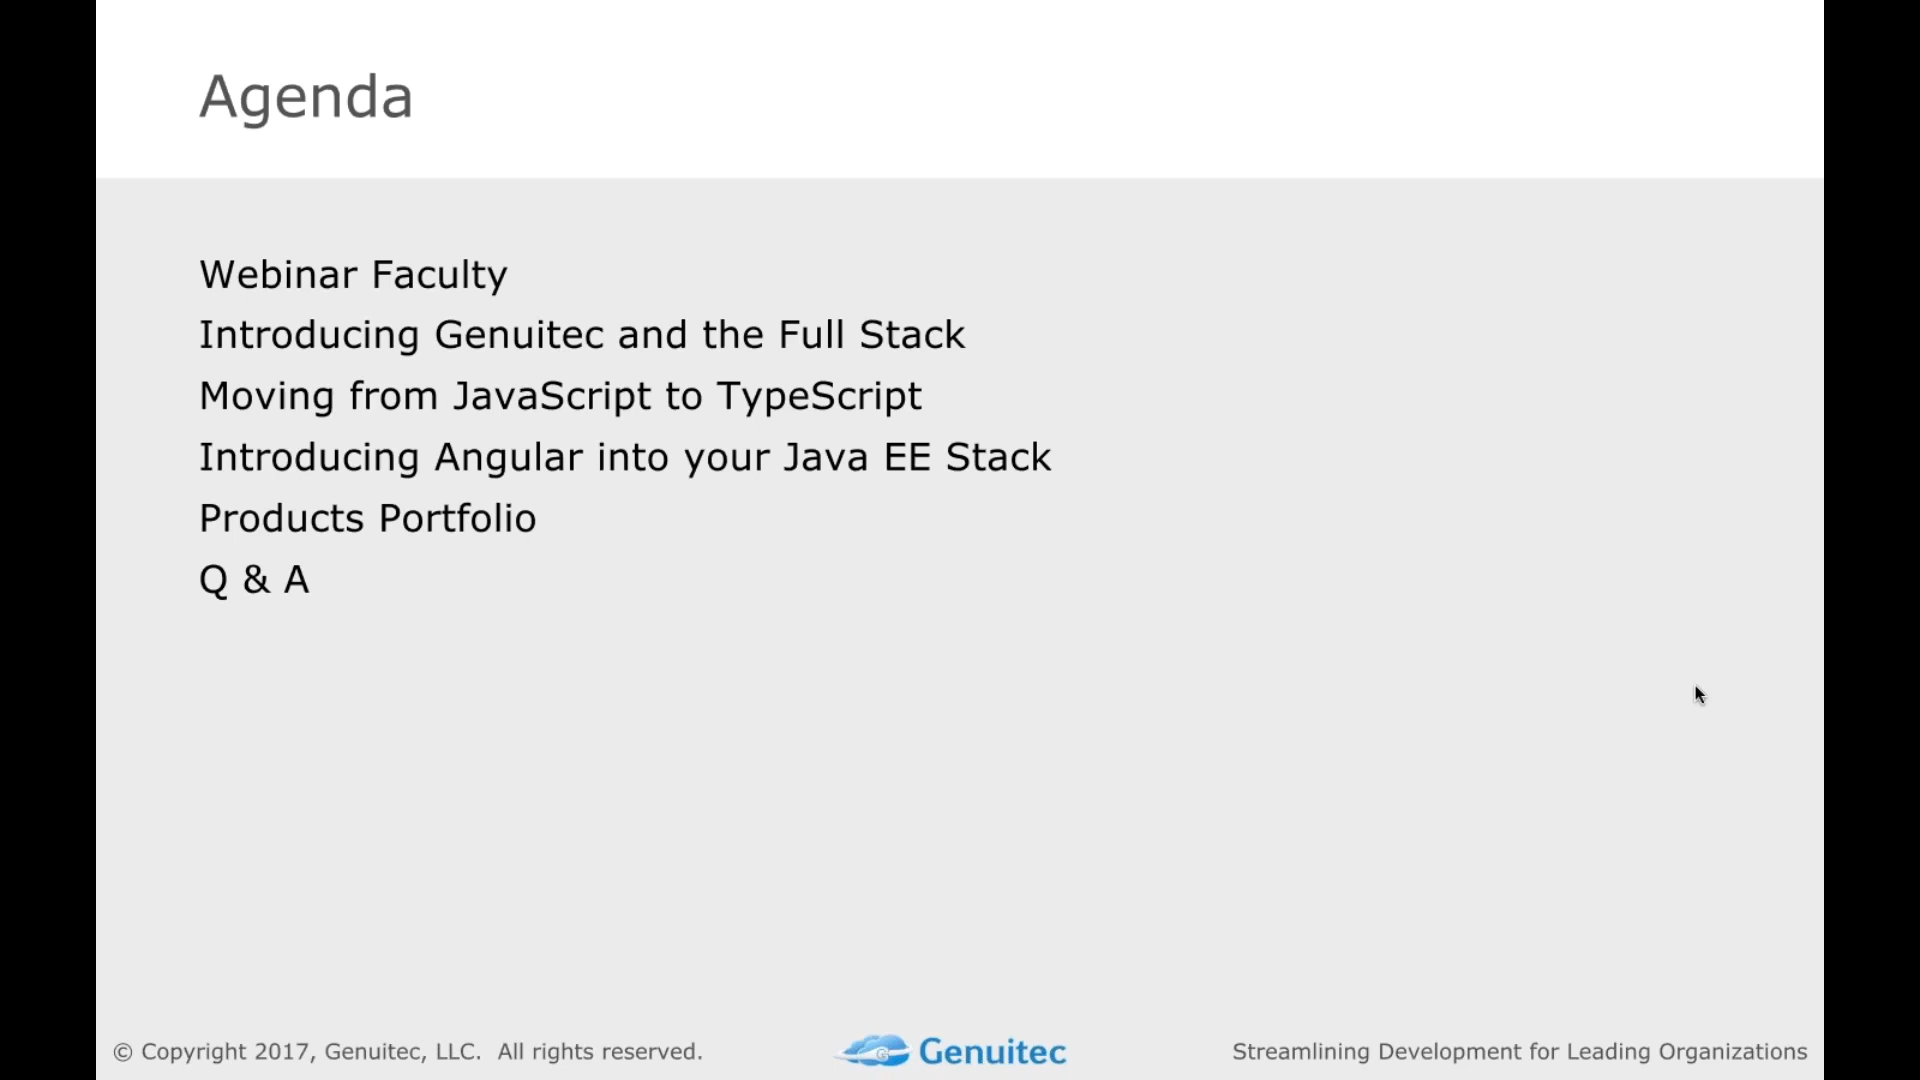 Agenda
Webinar Faculty
Introducing Genuitec and the Full Stack
Moving from JavaScript to TypeScript
Introducing Angular into your Java EE Stack
Products Portfolio
Q & A
© Copyright 2017, Genuitec, LLC.  All rights reserved.
G Genuitec
Streamlining Development for Leading Organizations